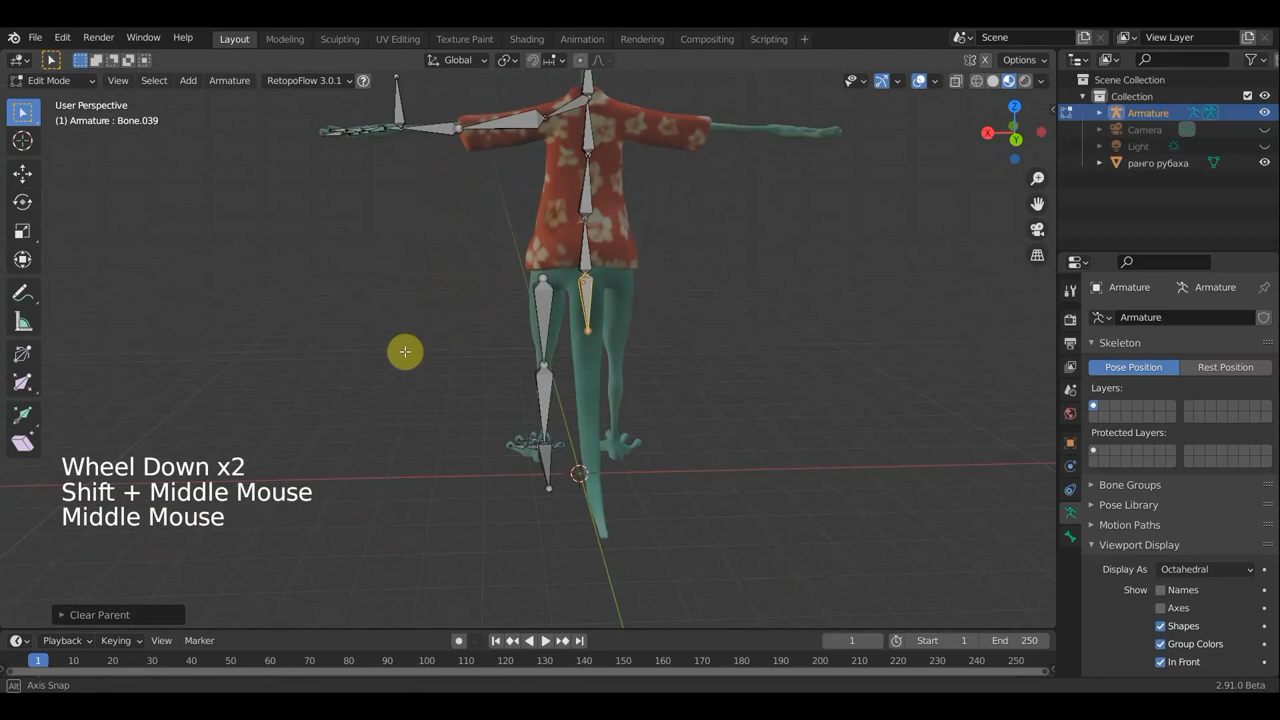 File Edit Render Window Help
Layout Modeling Sculpting UV Editing Texture Paint Shading Animation Rendering Compositing Scripting +
Scene
View Layer
Global
Options
Edit Mode
View Select Add Armature RetopoFlow 3.0.1
User Perspective
(1) Armature : Bone.039
X
Y
Z
Scene Collection
Collection
Armature
Camera
Light
ранго рубаха
Armature
Armature
Armature
Skeleton
Pose Position
Rest Position
Layers:
Protected Layers:
Bone Groups
Pose Library
Motion Paths
Viewport Display
Display As
Octahedral
Show
Names
Axes
Shapes
Group Colors
In Front
Wheel Down x2
Shift + Middle Mouse
Middle Mouse
Clear Parent
Playback Keying View Marker
1
Start 1
End 250
1 10 20 30 40 50 60 70 80 90 100 110 120 130 140 150 160 170 180 190 200 210 220 230 240 250
Alt Axis Snap
2.91.0 Beta